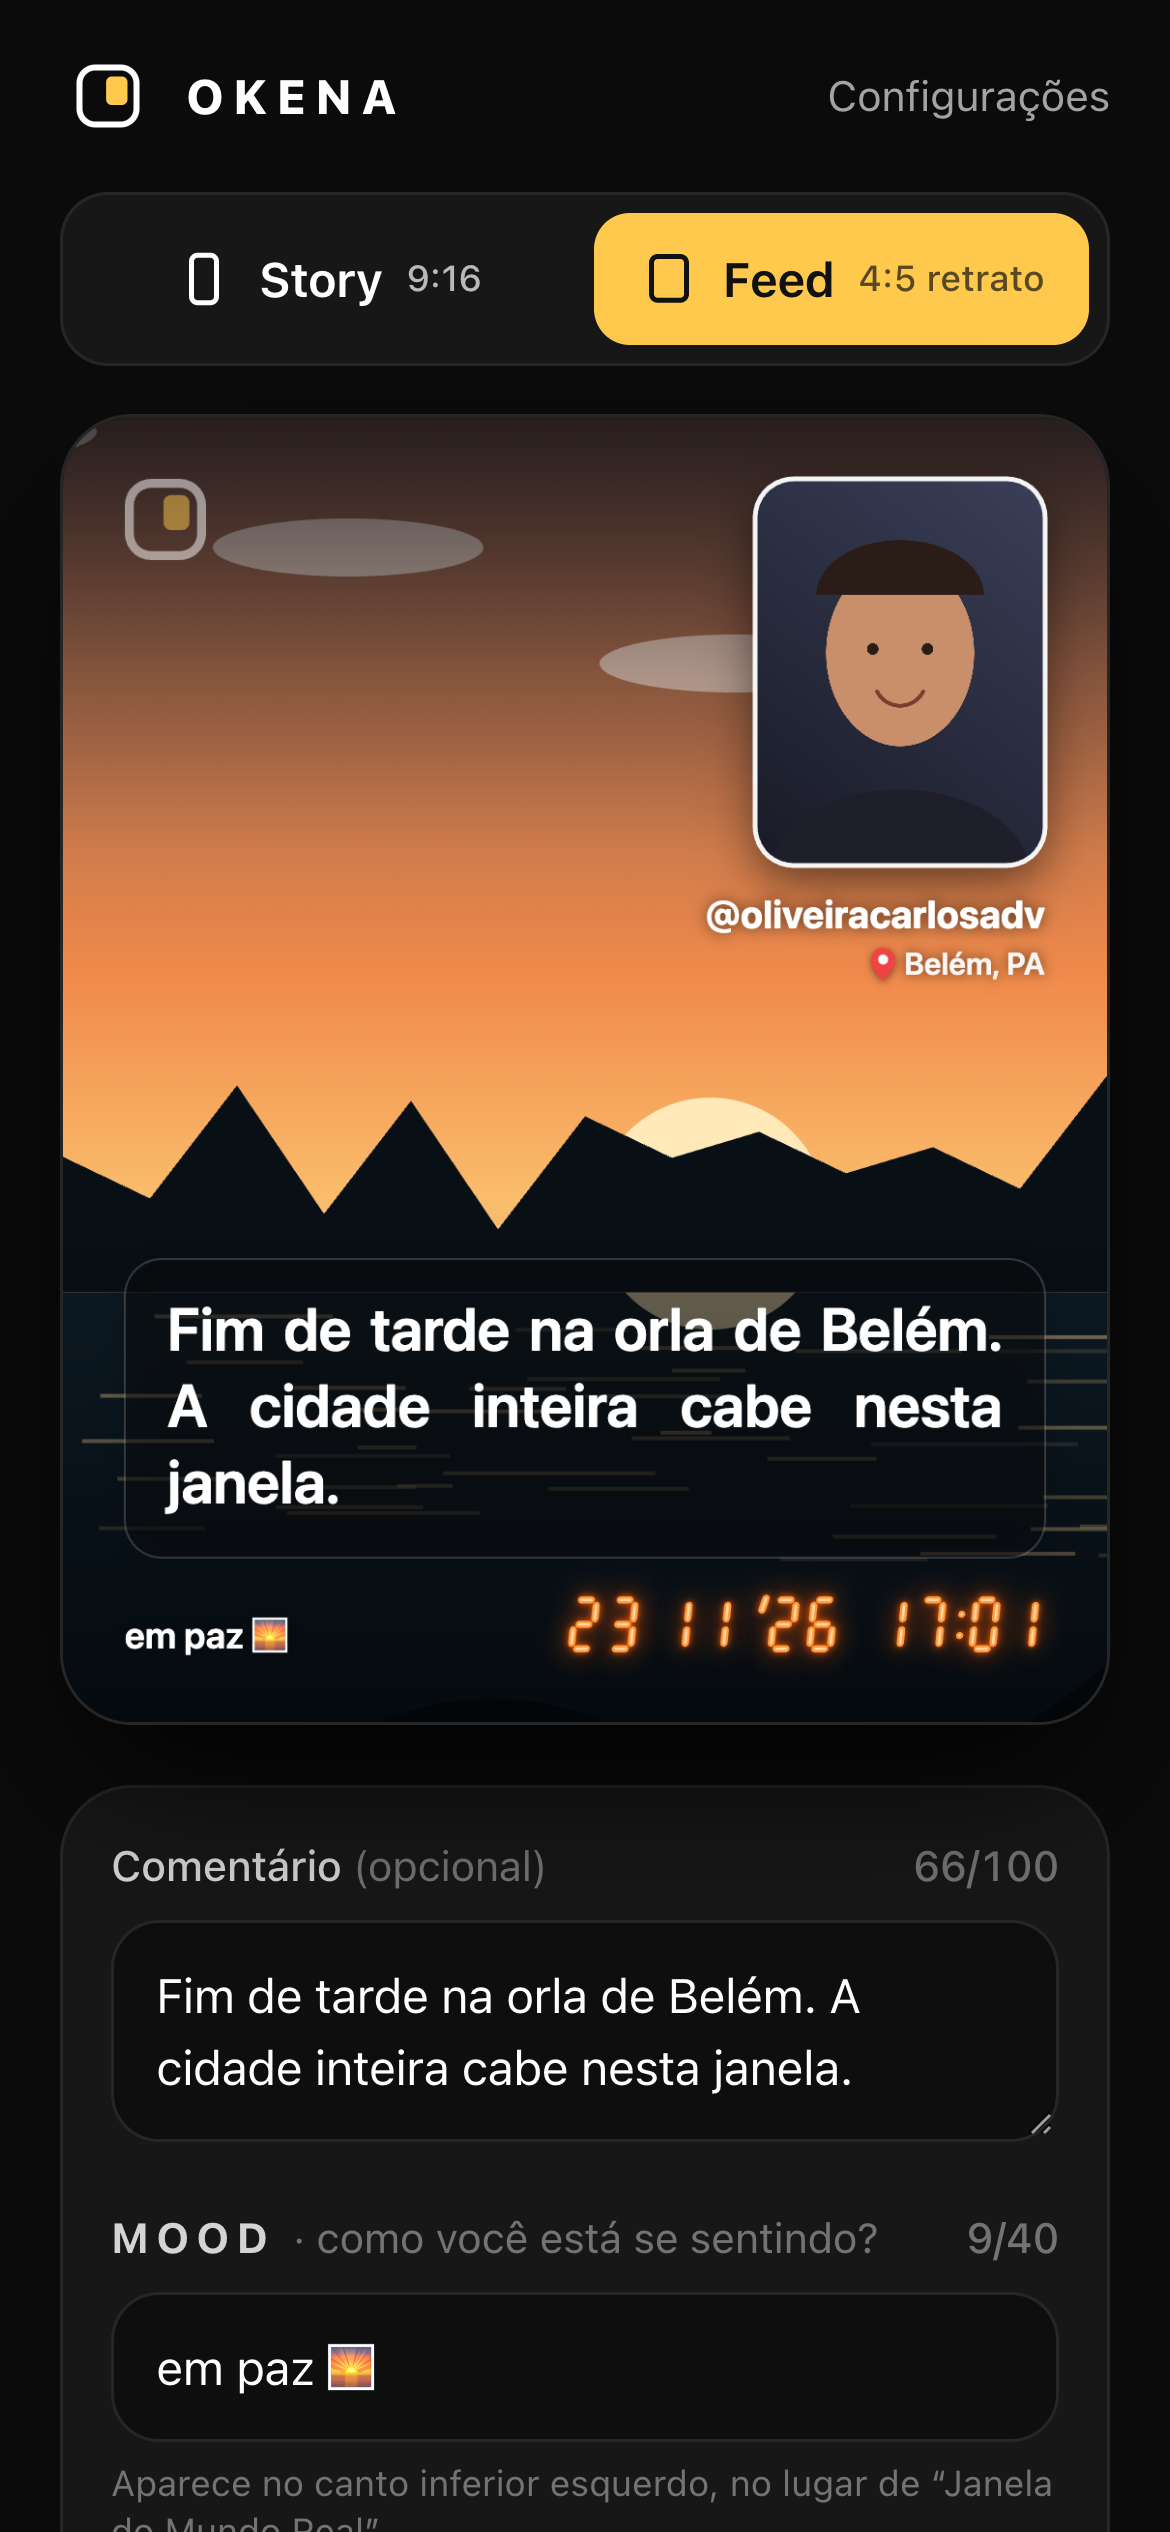 OKENA
Configurações
Story 9:16
Feed 4:5 retrato
@oliveiracarlosadv
Belém, PA
Fim de tarde na orla de Belém.
A cidade inteira cabe nesta
janela.
em paz 🌅
23 11 '26 17:01
Comentário (opcional)
66/100
Fim de tarde na orla de Belém. A
cidade inteira cabe nesta janela.
MOOD · como você está se sentindo?
9/40
em paz 🌅
Aparece no canto inferior esquerdo, no lugar de “Janela
do Mundo Real”